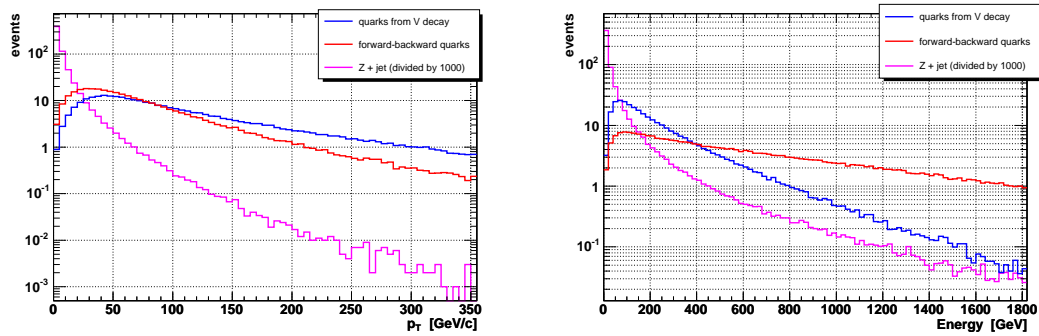 events
10²
10
1
10⁻¹
10⁻²
10⁻³
0 50 100 150 200 250 300 350
p_T [GeV/c]
quarks from V decay
forward-backward quarks
Z + jet (divided by 1000)
events
10²
10
1
10⁻¹
0 200 400 600 800 1000 1200 1400 1600 1800
Energy [GeV]
quarks from V decay
forward-backward quarks
Z + jet (divided by 1000)